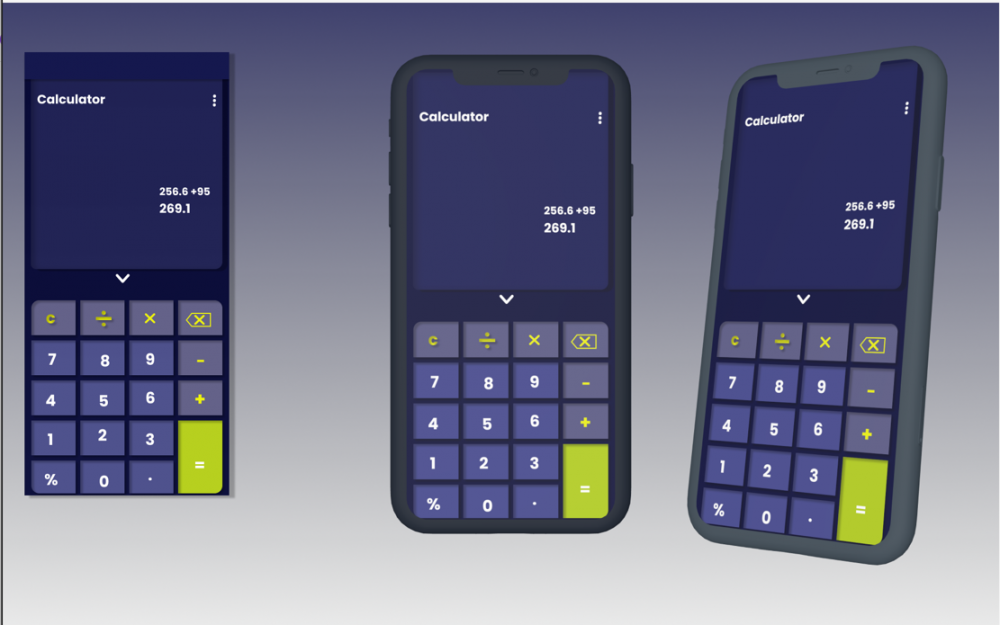 Calculator
256.6 +95
269.1
c ÷ ×
7 8 9 -
4 5 6 +
1 2 3
% 0 . =
Calculator
256.6 +95
269.1
c ÷ ×
7 8 9 -
4 5 6 +
1 2 3
% 0 . =
Calculator
256.6 +95
269.1
c ÷ ×
7 8 9 -
4 5 6 +
1 2 3
% 0 . =